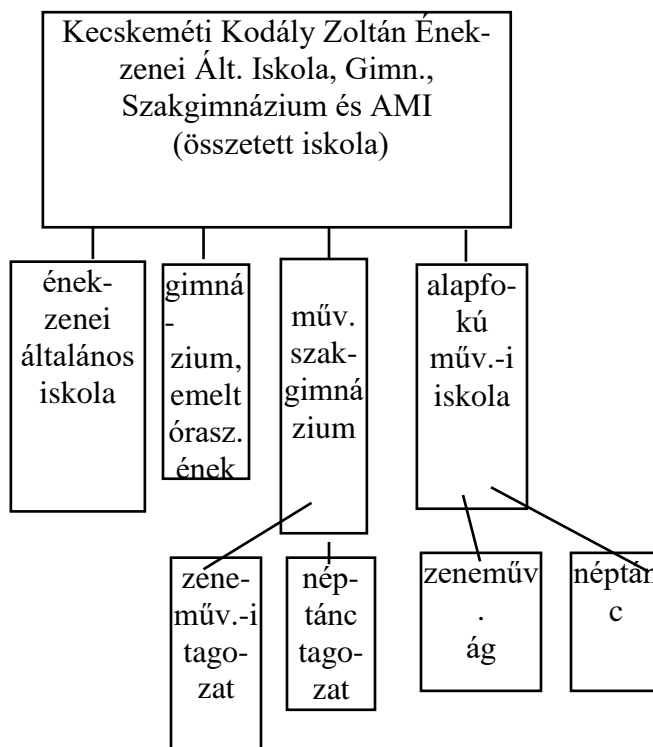 Kecskeméti Kodály Zoltán Ének-
zenei Ált. Iskola, Gimn.,
Szakgimnázium és AMI
(összetett iskola)
ének-
zenei
általános
iskola
gimná
-
zium,
emelt
órasz.
ének
műv.
szak-
gimná
zium
alapfo-
kú
műv.-i
iskola
zene-
műv.-i
tago-
zat
nép-
tánc
tago-
zat
zeneműv
.
ág
néptán
c